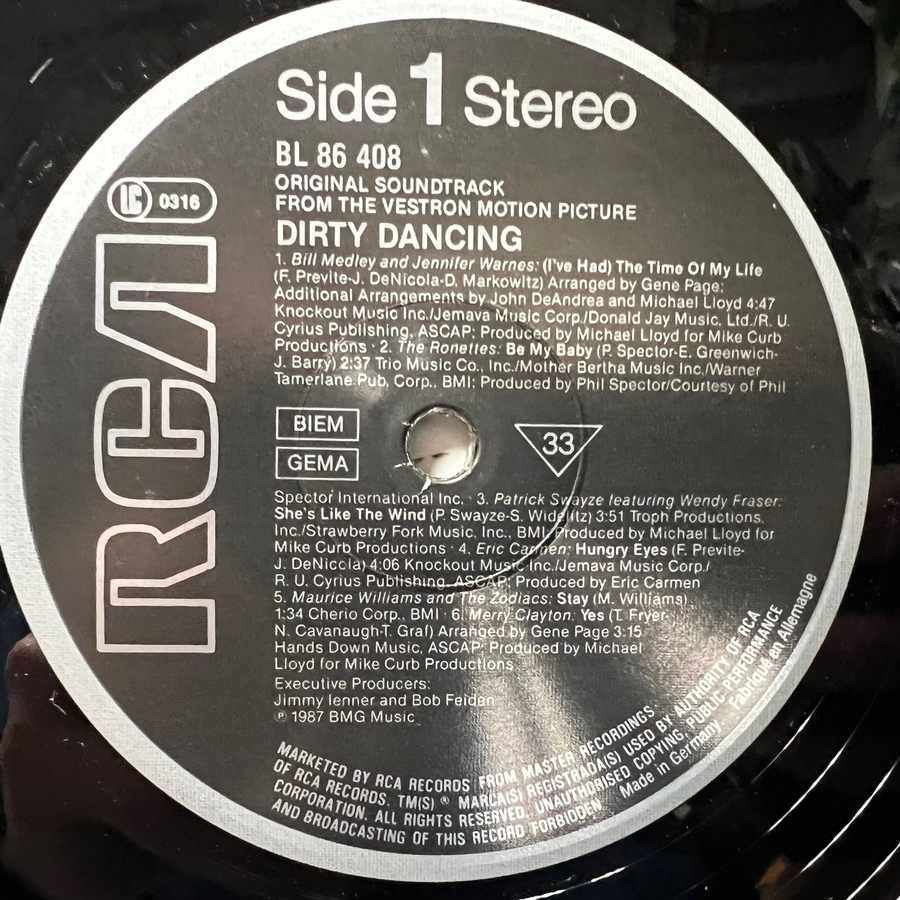 Side 1 Stereo
BL 86 408
ORIGINAL SOUNDTRACK
FROM THE VESTRON MOTION PICTURE
DIRTY DANCING
LC 0316
RCA
1. Bill Medley and Jennifer Warnes: (I've Had) The Time Of My Life
(F. Previte-J. DeNicola-D. Markowitz) Arranged by Gene Page;
Additional Arrangements by John DeAndrea and Michael Lloyd 4:47
Knockout Music Inc./Jemava Music Corp./Donald Jay Music, Ltd./R. U.
Cyrius Publishing, ASCAP; Produced by Michael Lloyd for Mike Curb
Productions · 2. The Ronettes: Be My Baby (P. Spector-E. Greenwich-
J. Barry) 2:37 Trio Music Co., Inc./Mother Bertha Music Inc./Warner
Tamerlane Pub. Corp., BMI; Produced by Phil Spector/Courtesy of Phil
BIEM
GEMA
33
Spector International Inc. · 3. Patrick Swayze featuring Wendy Fraser:
She's Like The Wind (P. Swayze-S. Widelitz) 3:51 Troph Productions,
Inc./Strawberry Fork Music, Inc., BMI; Produced by Michael Lloyd for
Mike Curb Productions · 4. Eric Carmen: Hungry Eyes (F. Previte-
J. DeNiccla) 4:06 Knockout Music Inc./Jemava Music Corp./
R. U. Cyrius Publishing, ASCAP; Produced by Eric Carmen
5. Maurice Williams and The Zodiacs: Stay (M. Williams)
1:34 Cherio Corp., BMI · 6. Merry Clayton: Yes (T. Fryer-
N. Cavanaugh-T. Graf) Arranged by Gene Page 3:15
Hands Down Music, ASCAP; Produced by Michael
Lloyd for Mike Curb Productions
Executive Producers:
Jimmy Ienner and Bob Feiden
℗ 1987 BMG Music
MARKETED BY RCA RECORDS FROM MASTER RECORDINGS
OF RCA RECORDS. TM(S) ® MARCA(S) REGISTRADA(S) USED BY AUTHORITY OF RCA
CORPORATION. ALL RIGHTS RESERVED. UNAUTHORISED COPYING, PUBLIC PERFORMANCE
AND BROADCASTING OF THIS RECORD FORBIDDEN Made in Germany Fabriqué en Allemagne